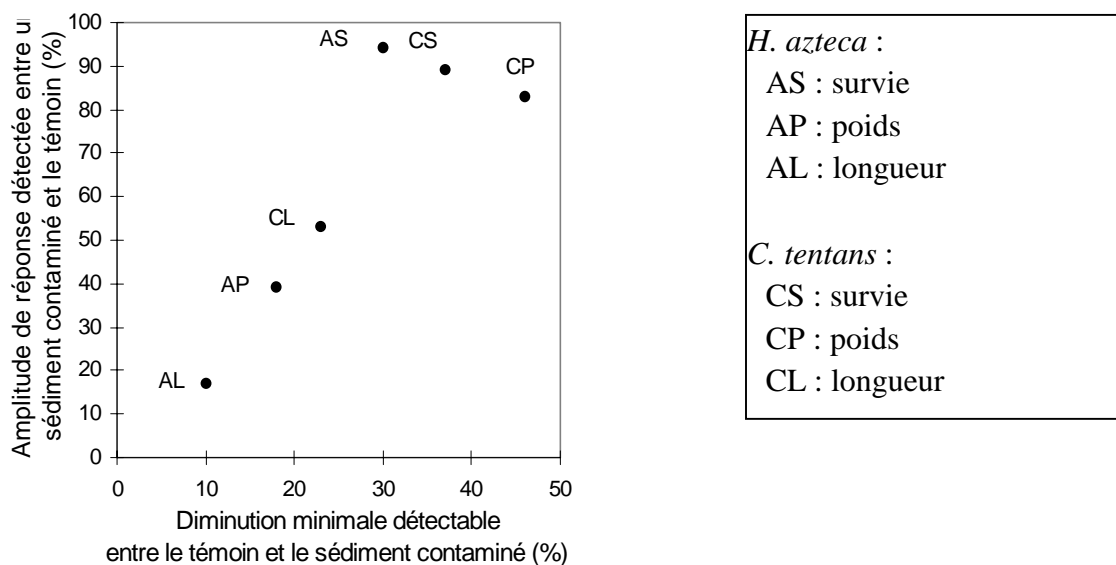 Amplitude de réponse détectée entre
sédiment contaminé et le témoin (%)
100
90
80
70
60
50
40
30
20
10
0
AS
CS
CP
CL
AP
AL
0
10
20
30
40
50
Diminution minimale détectable
entre le témoin et le sédiment contaminé (%)
H. azteca :
AS : survie
AP : poids
AL : longueur
C. tentans :
CS : survie
CP : poids
CL : longueur